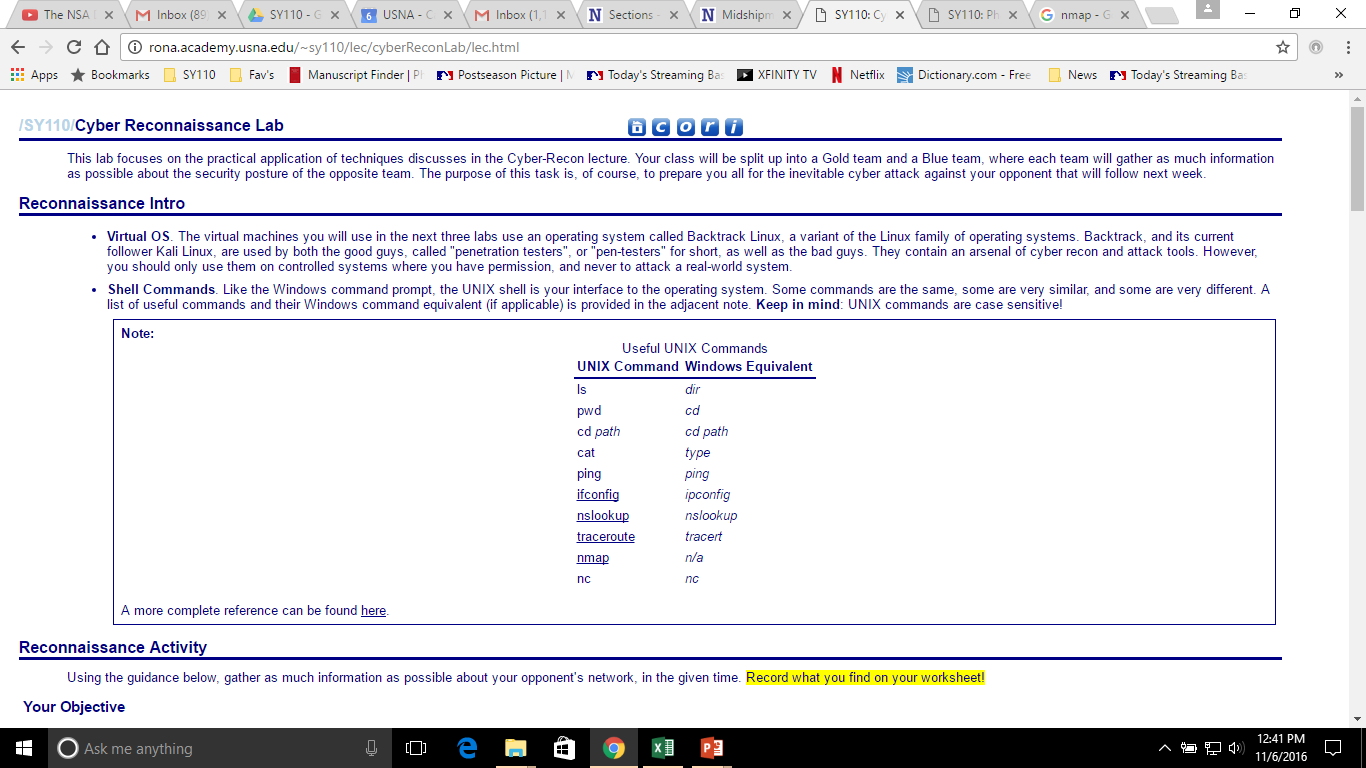 The NSA
Inbox (89
SY110 - G
USNA - C
Inbox (1,1
Sections -
Midshipm
SY110: Cy
SY110: Ph
nmap - G
rona.academy.usna.edu/~sy110/lec/cyberReconLab/lec.html
Apps Bookmarks SY110 Fav's Manuscript Finder | P Postseason Picture | M Today's Streaming Bas XFINITY TV Netflix Dictionary.com - Free News Today's Streaming Bas »
/SY110/Cyber Reconnaissance Lab
c o r i
This lab focuses on the practical application of techniques discusses in the Cyber-Recon lecture. Your class will be split up into a Gold team and a Blue team, where each team will gather as much information
as possible about the security posture of the opposite team. The purpose of this task is, of course, to prepare you all for the inevitable cyber attack against your opponent that will follow next week.
Reconnaissance Intro
• Virtual OS. The virtual machines you will use in the next three labs use an operating system called Backtrack Linux, a variant of the Linux family of operating systems. Backtrack, and its current
follower Kali Linux, are used by both the good guys, called "penetration testers", or "pen-testers" for short, as well as the bad guys. They contain an arsenal of cyber recon and attack tools. However,
you should only use them on controlled systems where you have permission, and never to attack a real-world system.
• Shell Commands. Like the Windows command prompt, the UNIX shell is your interface to the operating system. Some commands are the same, some are very similar, and some are very different. A
list of useful commands and their Windows command equivalent (if applicable) is provided in the adjacent note. Keep in mind: UNIX commands are case sensitive!
Note:
Useful UNIX Commands
UNIX Command Windows Equivalent
ls dir
pwd cd
cd path cd path
cat type
ping ping
ifconfig ipconfig
nslookup nslookup
traceroute tracert
nmap n/a
nc nc
A more complete reference can be found here.
Reconnaissance Activity
Using the guidance below, gather as much information as possible about your opponent's network, in the given time. Record what you find on your worksheet!
Your Objective
Ask me anything
12:41 PM
11/6/2016